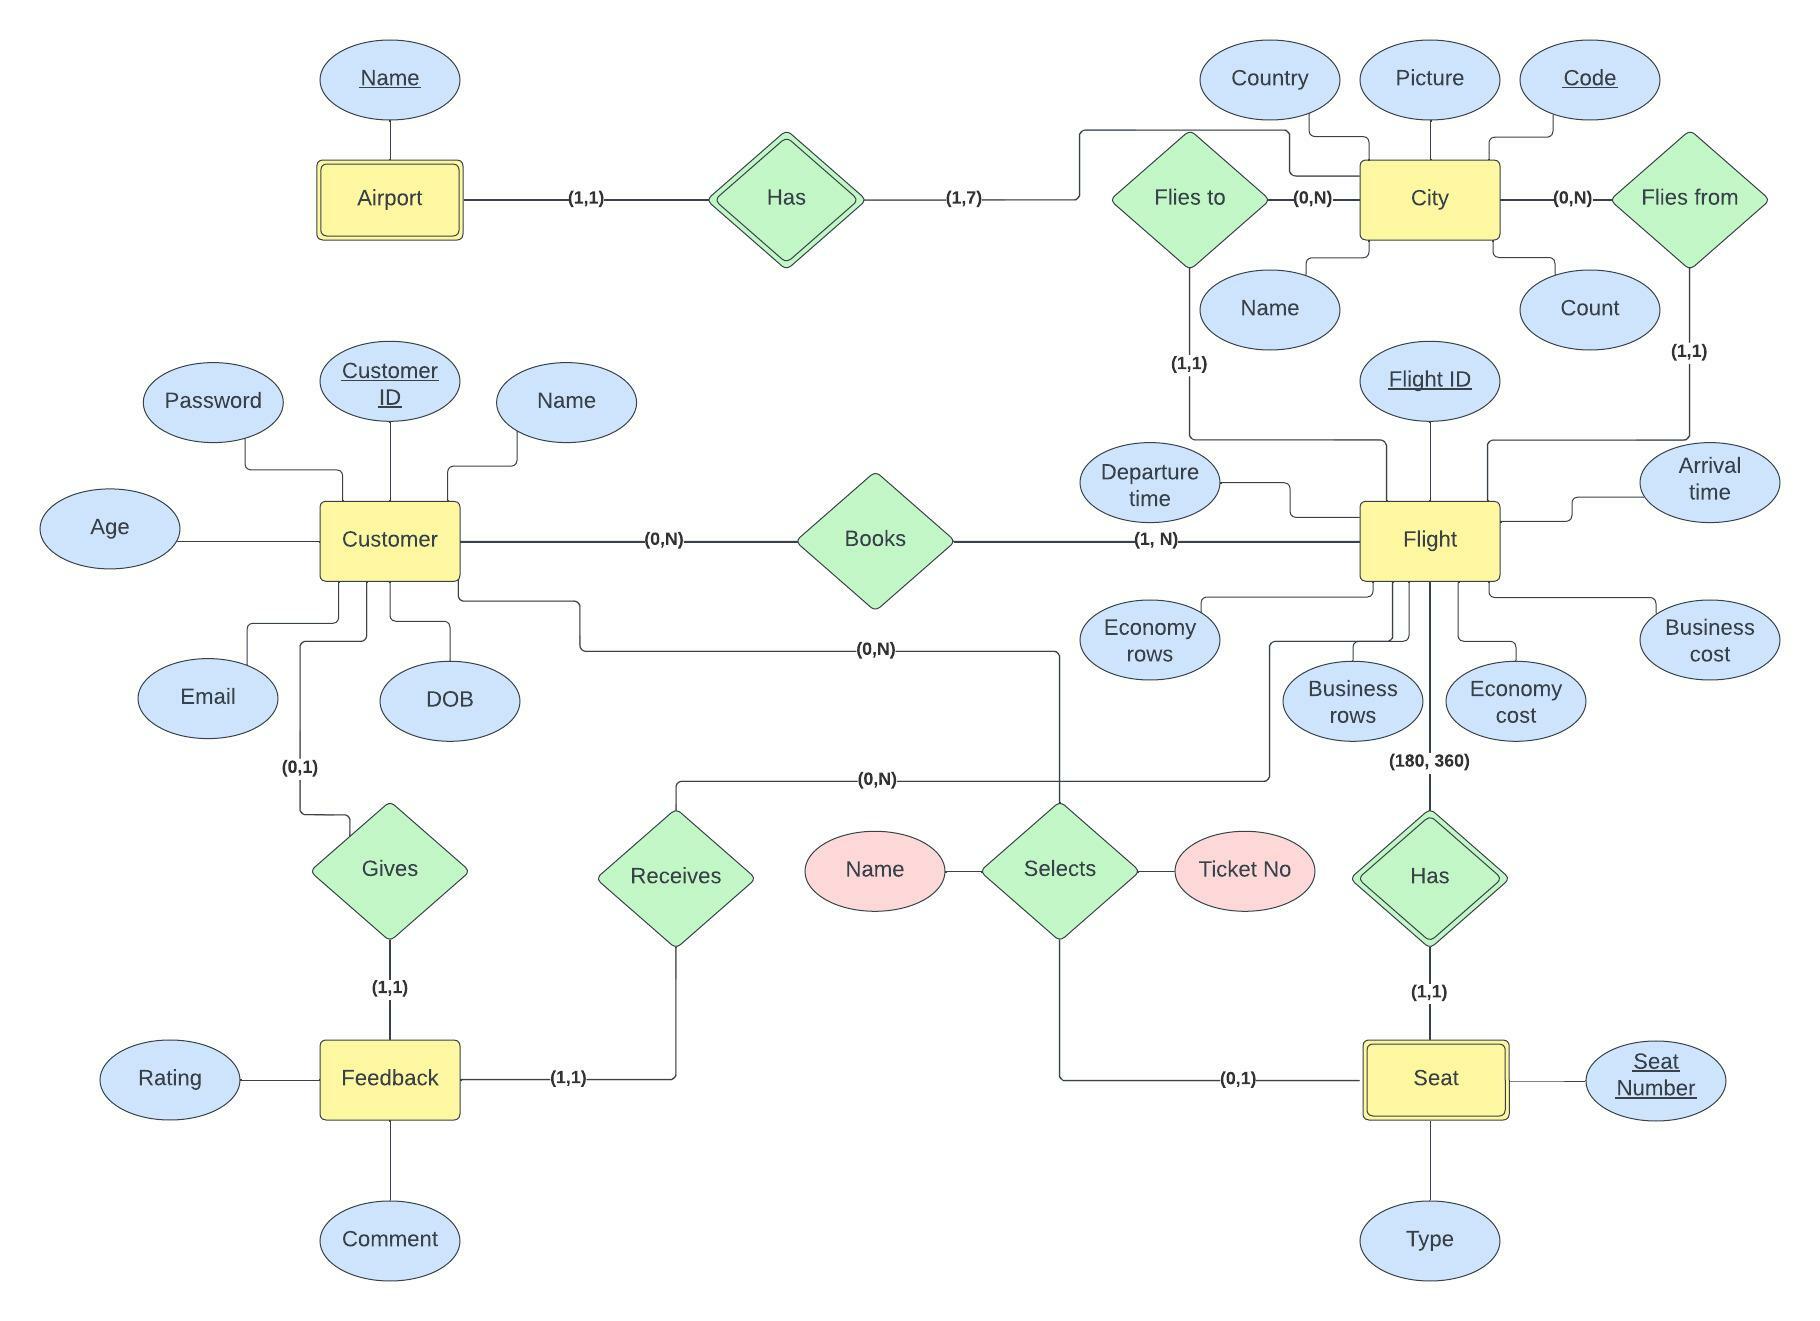 Name
Country
Picture
Code
Airport
(1,1)
Has
(1,7)
Flies to
(0,N)
City
(0,N)
Flies from
Name
Count
(1,1)
(1,1)
Password
Customer
ID
Name
Flight ID
Departure
time
Arrival
time
Age
Customer
(0,N)
Books
(1, N)
Flight
Economy
rows
Business
cost
(0,N)
Email
DOB
Business
rows
Economy
cost
(0,1)
(0,N)
(180, 360)
Gives
Receives
Name
Selects
Ticket No
Has
(1,1)
(1,1)
Rating
Feedback
(1,1)
(0,1)
Seat
Seat
Number
Comment
Type